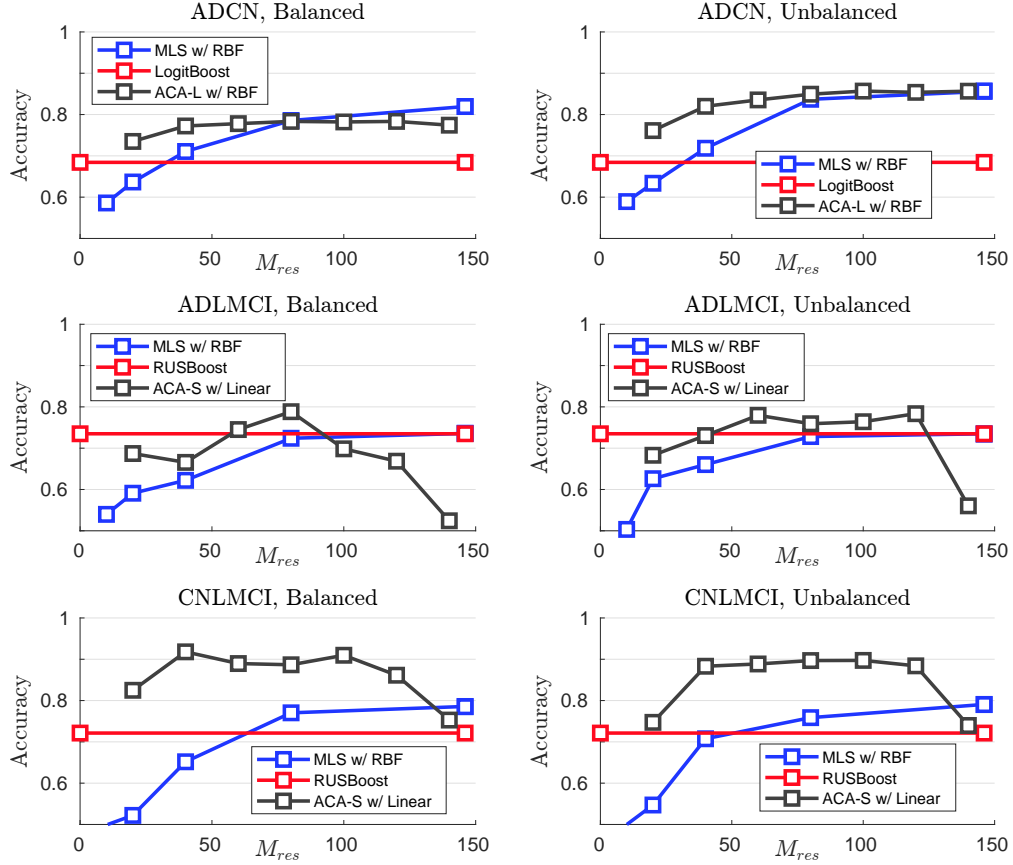 ADCN, Balanced
1
0.8
0.6
Accuracy
MLS w/ RBF
LogitBoost
ACA-L w/ RBF
0
50
100
150
M_res
ADCN, Unbalanced
1
0.8
0.6
Accuracy
MLS w/ RBF
LogitBoost
ACA-L w/ RBF
0
50
100
150
M_res
ADLMCI, Balanced
1
0.8
0.6
Accuracy
MLS w/ RBF
RUSBoost
ACA-S w/ Linear
0
50
100
150
M_res
ADLMCI, Unbalanced
1
0.8
0.6
Accuracy
MLS w/ RBF
RUSBoost
ACA-S w/ Linear
0
50
100
150
M_res
CNLMCI, Balanced
1
0.8
0.6
Accuracy
MLS w/ RBF
RUSBoost
ACA-S w/ Linear
0
50
100
150
M_res
CNLMCI, Unbalanced
1
0.8
0.6
Accuracy
MLS w/ RBF
RUSBoost
ACA-S w/ Linear
0
50
100
150
M_res